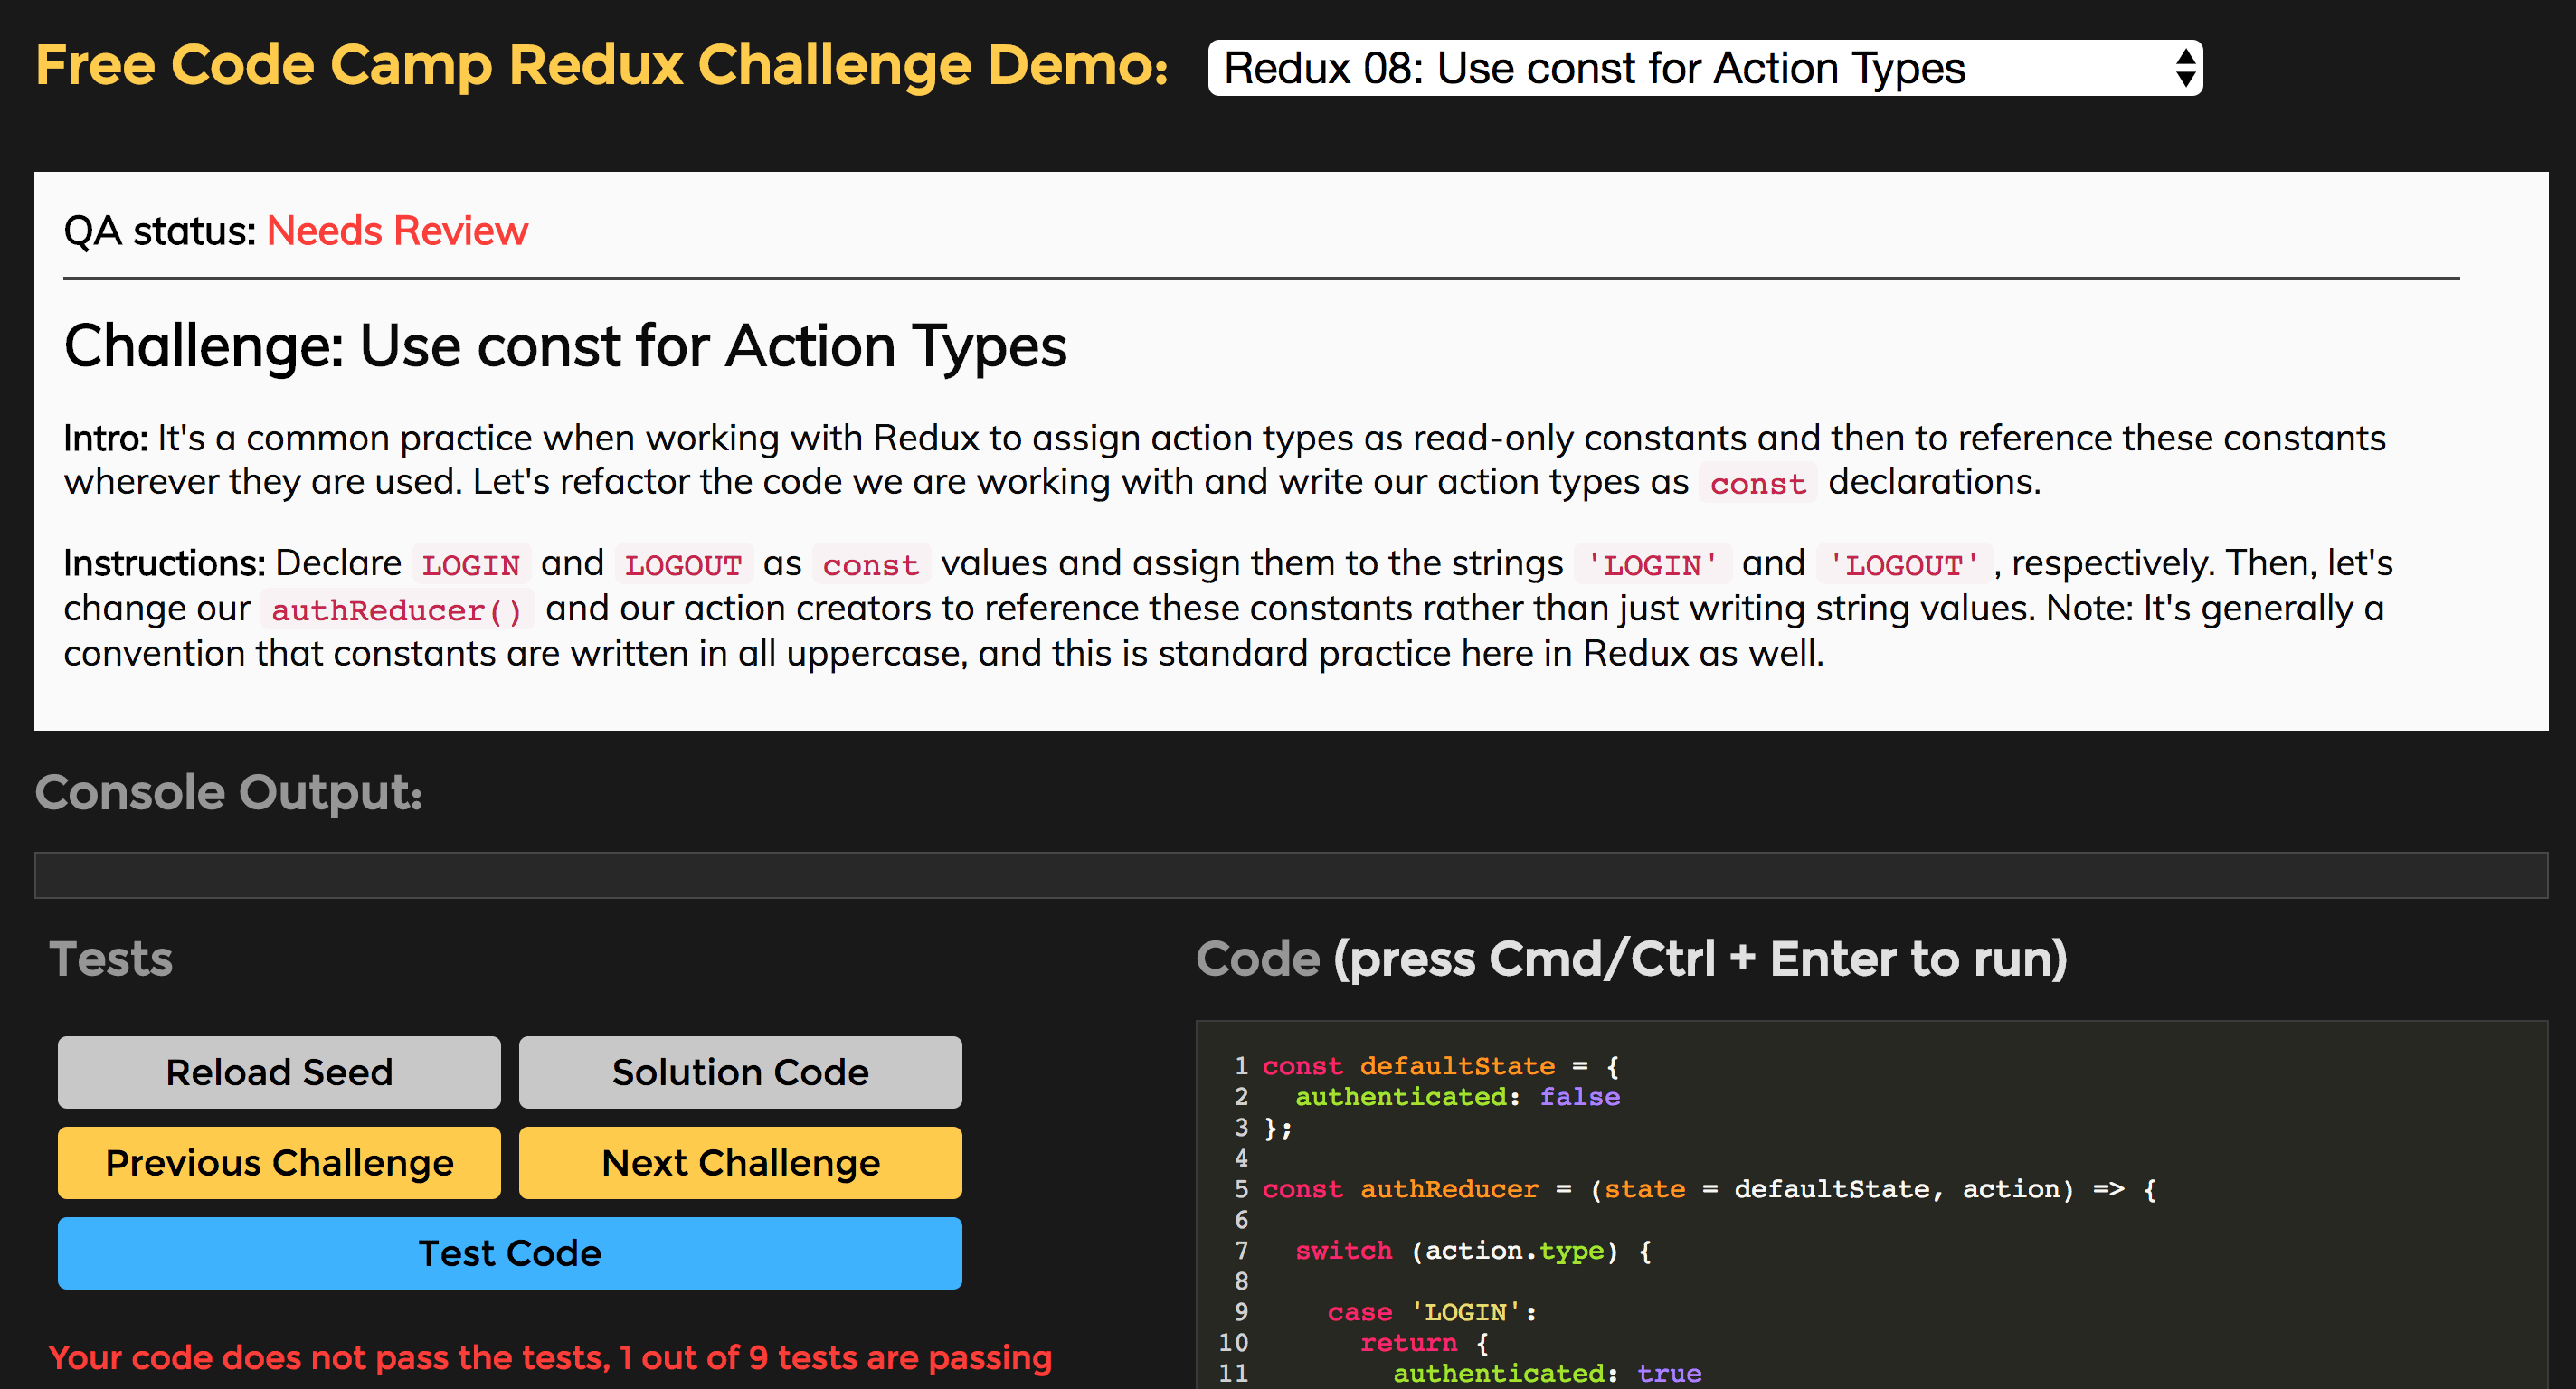 Free Code Camp Redux Challenge Demo: Redux 08: Use const for Action Types
QA status: Needs Review
Challenge: Use const for Action Types
Intro: It's a common practice when working with Redux to assign action types as read-only constants and then to reference these constants
wherever they are used. Let's refactor the code we are working with and write our action types as const declarations.
Instructions: Declare LOGIN and LOGOUT as const values and assign them to the strings 'LOGIN' and 'LOGOUT', respectively. Then, let's
change our authReducer() and our action creators to reference these constants rather than just writing string values. Note: It's generally a
convention that constants are written in all uppercase, and this is standard practice here in Redux as well.
Console Output:
Tests
Reload Seed Solution Code
Previous Challenge Next Challenge
Test Code
Your code does not pass the tests, 1 out of 9 tests are passing
Code (press Cmd/Ctrl + Enter to run)
1 const defaultState = {
2   authenticated: false
3 };
4
5 const authReducer = (state = defaultState, action) => {
6
7   switch (action.type) {
8
9     case 'LOGIN':
10       return {
11         authenticated: true